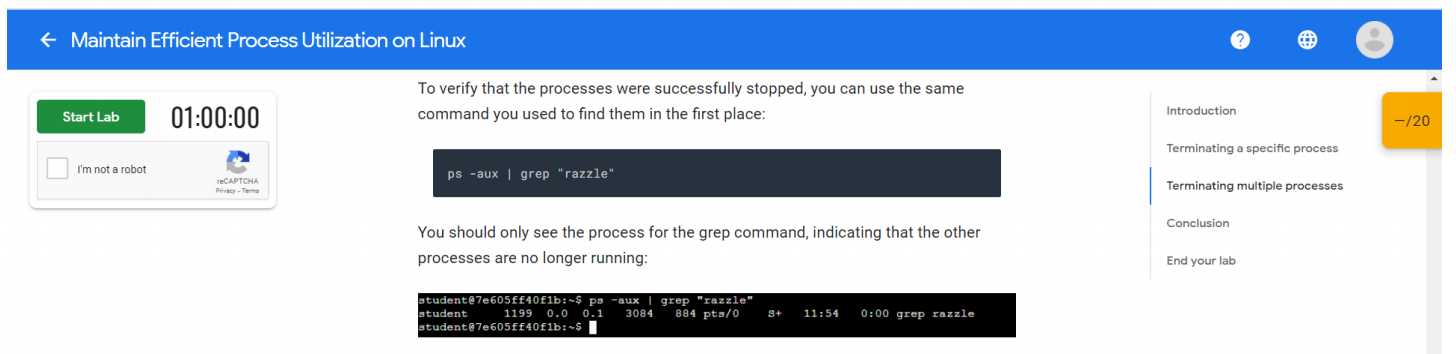 Maintain Efficient Process Utilization on Linux
Start Lab
01:00:00
I'm not a robot
reCAPTCHA
Privacy - Terms
To verify that the processes were successfully stopped, you can use the same
command you used to find them in the first place:
ps -aux | grep "razzle"
You should only see the process for the grep command, indicating that the other
processes are no longer running:
student@7e605ff40f1b:~$ ps -aux | grep "razzle"
student 1199 0.0 0.1 3084 884 pts/0 S+ 11:54 0:00 grep razzle
student@7e605ff40f1b:~$
Introduction
Terminating a specific process
Terminating multiple processes
Conclusion
End your lab
—/20